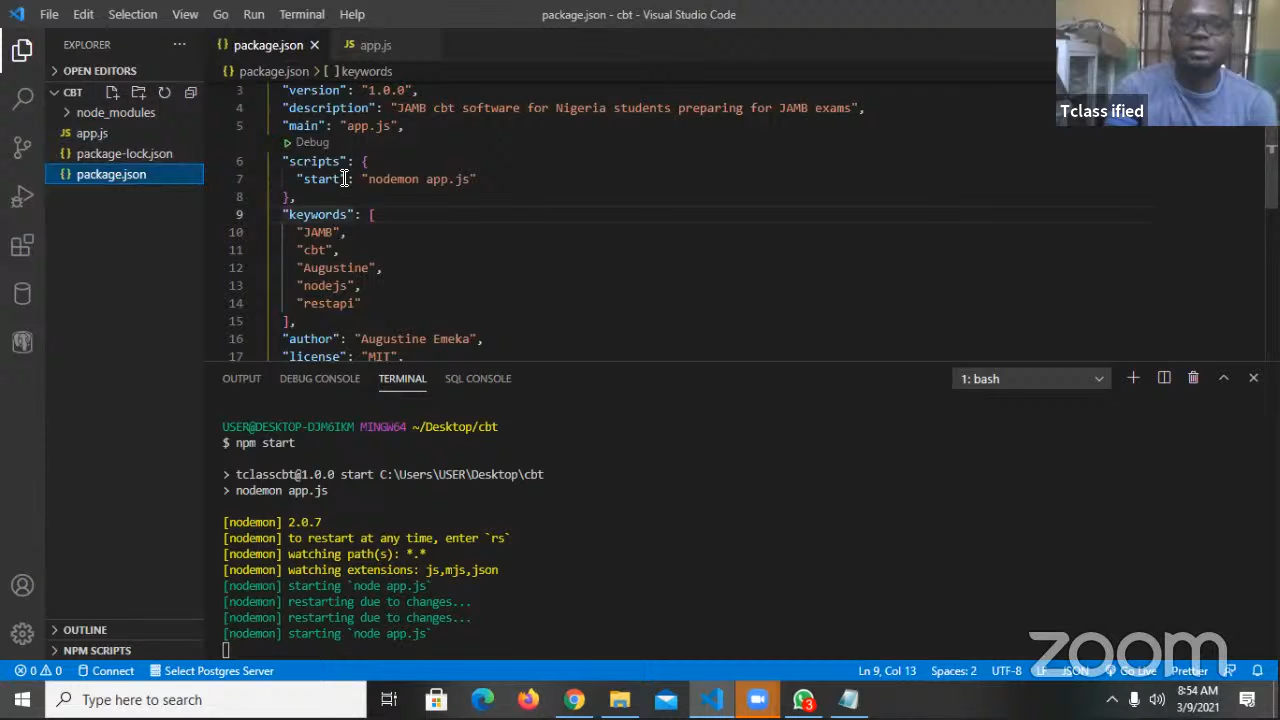 File Edit Selection View Go Run Terminal Help
package.json - cbt - Visual Studio Code
EXPLORER
package.json
app.js
OPEN EDITORS
package.json > [ ] keywords
CBT
node_modules
app.js
package-lock.json
package.json
3 "version": "1.0.0",
4 "description": "JAMB cbt software for Nigeria students preparing for JAMB exams",
5 "main": "app.js",
Debug
6 "scripts": {
7 "start": "nodemon app.js"
8 },
9 "keywords": [
10 "JAMB",
11 "cbt",
12 "Augustine",
13 "nodejs",
14 "restapi"
15 ],
16 "author": "Augustine Emeka",
17 "license": "MIT",
Tclass ified
OUTPUT DEBUG CONSOLE TERMINAL SQL CONSOLE
1: bash
USER@DESKTOP-DJM6IKM MINGW64 ~/Desktop/cbt
$ npm start
> tclasscbt@1.0.0 start C:\Users\USER\Desktop\cbt
> nodemon app.js
[nodemon] 2.0.7
[nodemon] to restart at any time, enter `rs`
[nodemon] watching path(s): *.*
[nodemon] watching extensions: js,mjs,json
[nodemon] starting `node app.js`
[nodemon] restarting due to changes...
[nodemon] restarting due to changes...
[nodemon] starting `node app.js`
OUTLINE
NPM SCRIPTS
zoom
0 0 Connect Select Postgres Server
Ln 9, Col 13 Spaces: 2 UTF-8 LF JSON Go Live Prettier
Type here to search
3
8:54 AM
3/9/2021